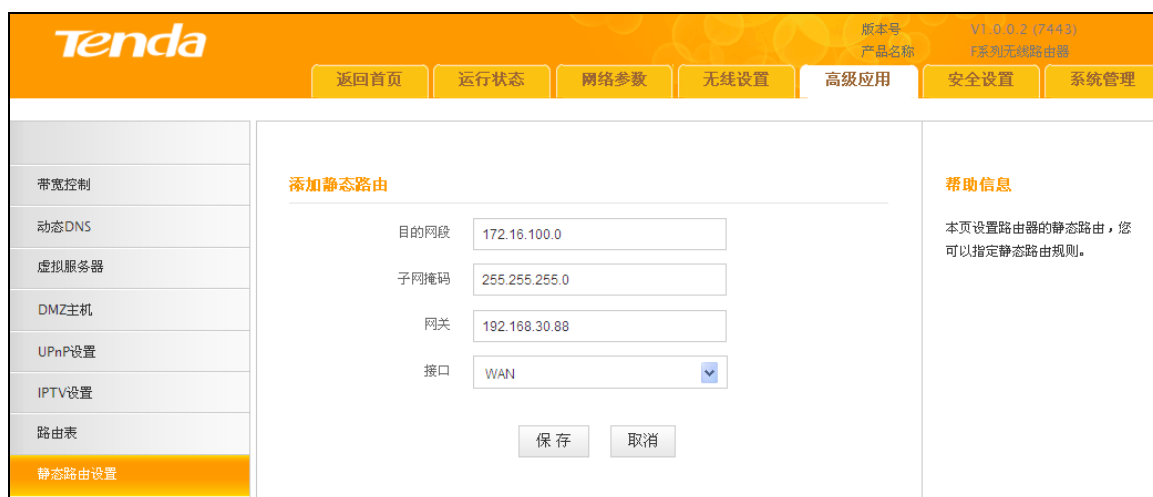 Tenda
版本号 V1.0.0.2 (7443)
产品名称 F系列无线路由器
返回首页 运行状态 网络参数 无线设置 高级应用 安全设置 系统管理
带宽控制
动态DNS
虚拟服务器
DMZ主机
UPnP设置
IPTV设置
路由表
静态路由设置
添加静态路由
目的网段 172.16.100.0
子网掩码 255.255.255.0
网关 192.168.30.88
接口 WAN
保存 取消
帮助信息
本页设置路由器的静态路由，您
可以指定静态路由规则。